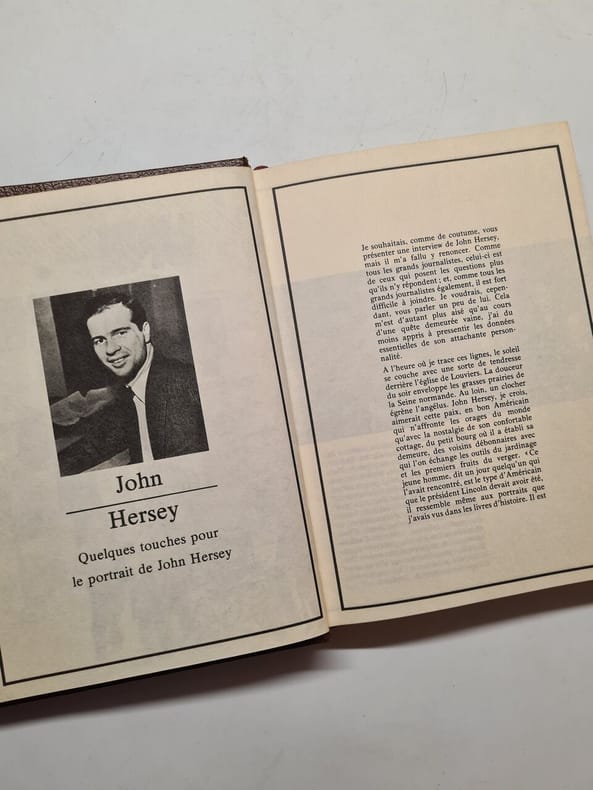 John
Hersey
Quelques touches pour
le portrait de John Hersey
Je souhaitais, comme de coutume, vous
présenter une interview de John Hersey,
mais il m'a fallu y renoncer. Comme
tous les grands journalistes, celui-ci est
de ceux qui posent les questions plus
qu'ils n'y répondent ; et, comme tous les
grands journalistes également, il est fort
difficile à joindre. Je voudrais, cepen-
dant, vous parler un peu de lui. Cela
m'est d'autant plus aisé qu'au cours
d'une quête demeurée vaine, j'ai du
moins appris à pressentir les données
essentielles de son attachante person-
nalité.
A l'heure où je trace ces lignes, le soleil
se couche avec une sorte de tendresse
derrière l'église de Louviers. La douceur
du soir enveloppe les grasses prairies de
la Seine normande. Au loin, un clocher
égrène l'angélus. John Hersey, je crois,
aimerait cette paix, en bon Américain
qui n'affronte les orages du monde
qu'avec la nostalgie de son confortable
cottage, du petit bourg où il a établi sa
demeure, des voisins débonnaires avec
qui l'on échange les outils du jardinage
et les premiers fruits du verger. « Ce
jeune homme, dit un jour quelqu'un qui
l'avait rencontré, est le type d'Américain
que le président Lincoln devait avoir été,
il ressemble même aux portraits que
j'avais vus dans les livres d'histoire. Il est